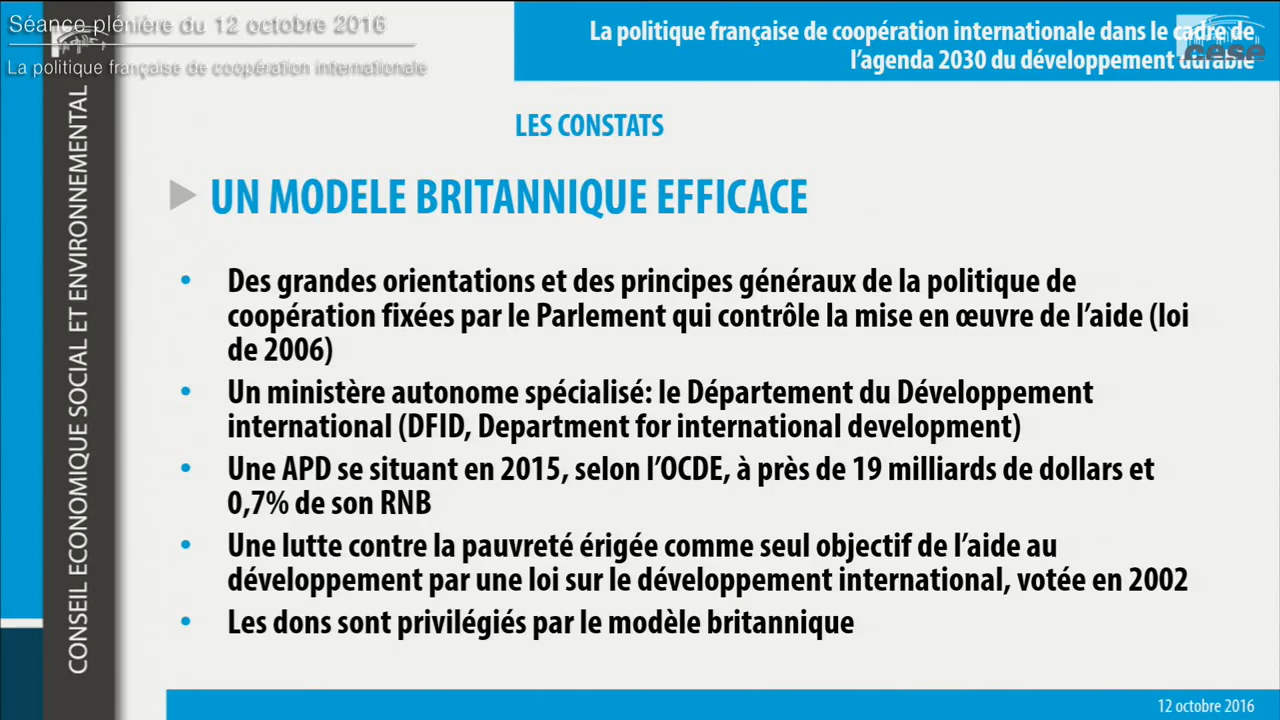 Séance plénière du 12 octobre 2016
La politique française de coopération internationale
La politique française de coopération internationale dans le cadre de
l'agenda 2030 du développement durable
cese
CONSEIL ECONOMIQUE SOCIAL ET ENVIRONNEMENTAL
LES CONSTATS
UN MODELE BRITANNIQUE EFFICACE
• Des grandes orientations et des principes généraux de la politique de
coopération fixées par le Parlement qui contrôle la mise en œuvre de l'aide (loi
de 2006)
• Un ministère autonome spécialisé: le Département du Développement
international (DFID, Department for international development)
• Une APD se situant en 2015, selon l'OCDE, à près de 19 milliards de dollars et
0,7% de son RNB
• Une lutte contre la pauvreté érigée comme seul objectif de l'aide au
développement par une loi sur le développement international, votée en 2002
• Les dons sont privilégiés par le modèle britannique
12 octobre 2016